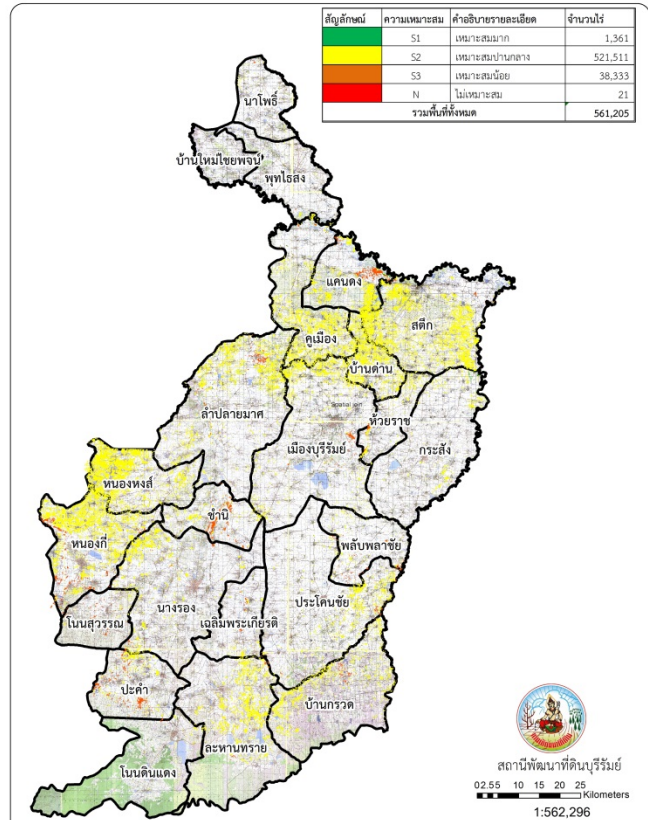 สัญลักษณ์ ความเหมาะสม คำอธิบายรายละเอียด จำนวนไร่
S1 เหมาะสมมาก 1,361
S2 เหมาะสมปานกลาง 521,511
S3 เหมาะสมน้อย 38,333
N ไม่เหมาะสม 21
รวมพื้นที่ทั้งหมด 561,205
นาโพธิ์
บ้านใหม่ไชยพจน์
พุทไธสง
แคนดง
สตึก
คูเมือง
บ้านด่าน
ลำปลายมาศ
ห้วยราช
เมืองบุรีรัมย์
กระสัง
หนองหงส์
ชำนิ
หนองกี่
พลับพลาชัย
นางรอง
ประโคนชัย
โนนสุวรรณ
เฉลิมพระเกียรติ
ปะคำ
บ้านกรวด
ละหานทราย
โนนดินแดง
สถานีพัฒนาที่ดินบุรีรัมย์
0 2.5 5 10 15 20 25
Kilometers
1:562,296